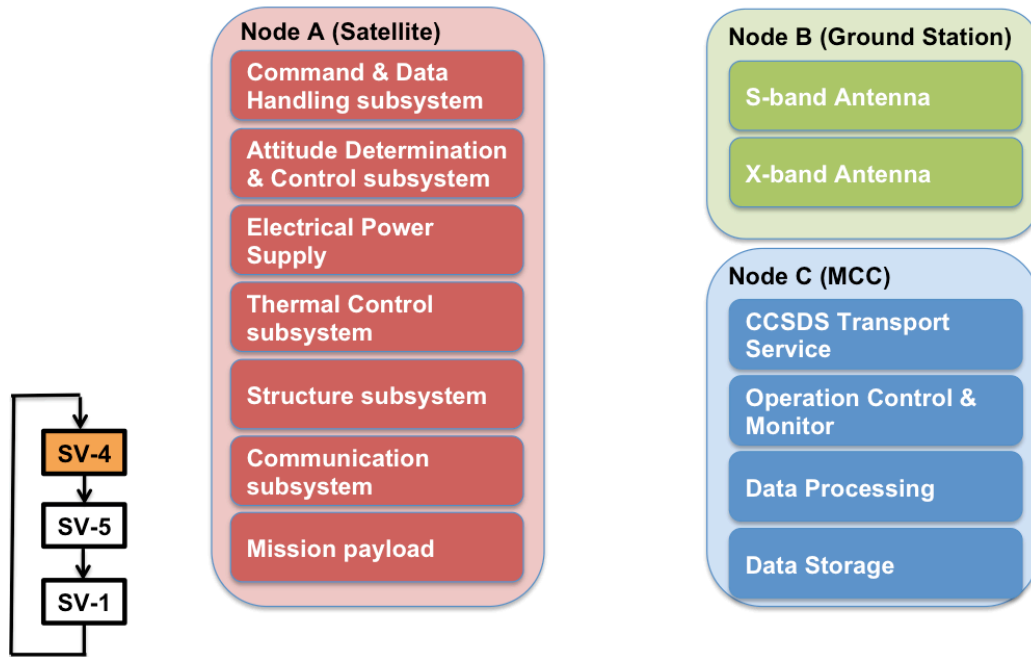 Node A (Satellite)
Command & Data
Handling subsystem
Attitude Determination
& Control subsystem
Electrical Power
Supply
Thermal Control
subsystem
Structure subsystem
Communication
subsystem
Mission payload
Node B (Ground Station)
S-band Antenna
X-band Antenna
Node C (MCC)
CCSDS Transport
Service
Operation Control &
Monitor
Data Processing
Data Storage
SV-4
SV-5
SV-1